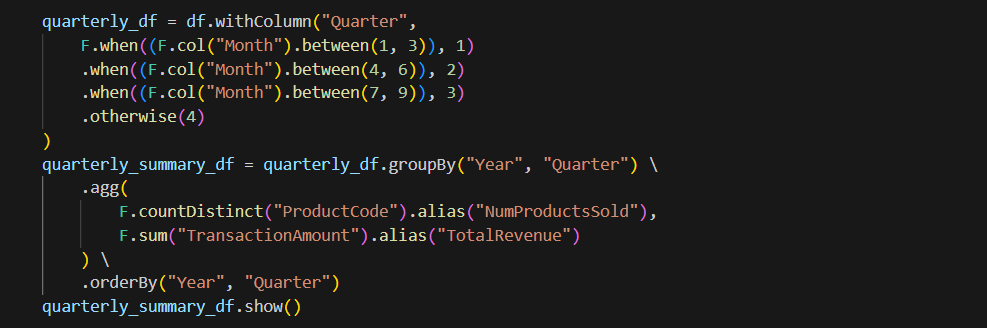 quarterly_df = df.withColumn("Quarter",
    F.when((F.col("Month").between(1, 3)), 1)
    .when((F.col("Month").between(4, 6)), 2)
    .when((F.col("Month").between(7, 9)), 3)
    .otherwise(4)
)
quarterly_summary_df = quarterly_df.groupBy("Year", "Quarter") \
    .agg(
        F.countDistinct("ProductCode").alias("NumProductsSold"),
        F.sum("TransactionAmount").alias("TotalRevenue")
    ) \
    .orderBy("Year", "Quarter")
quarterly_summary_df.show()